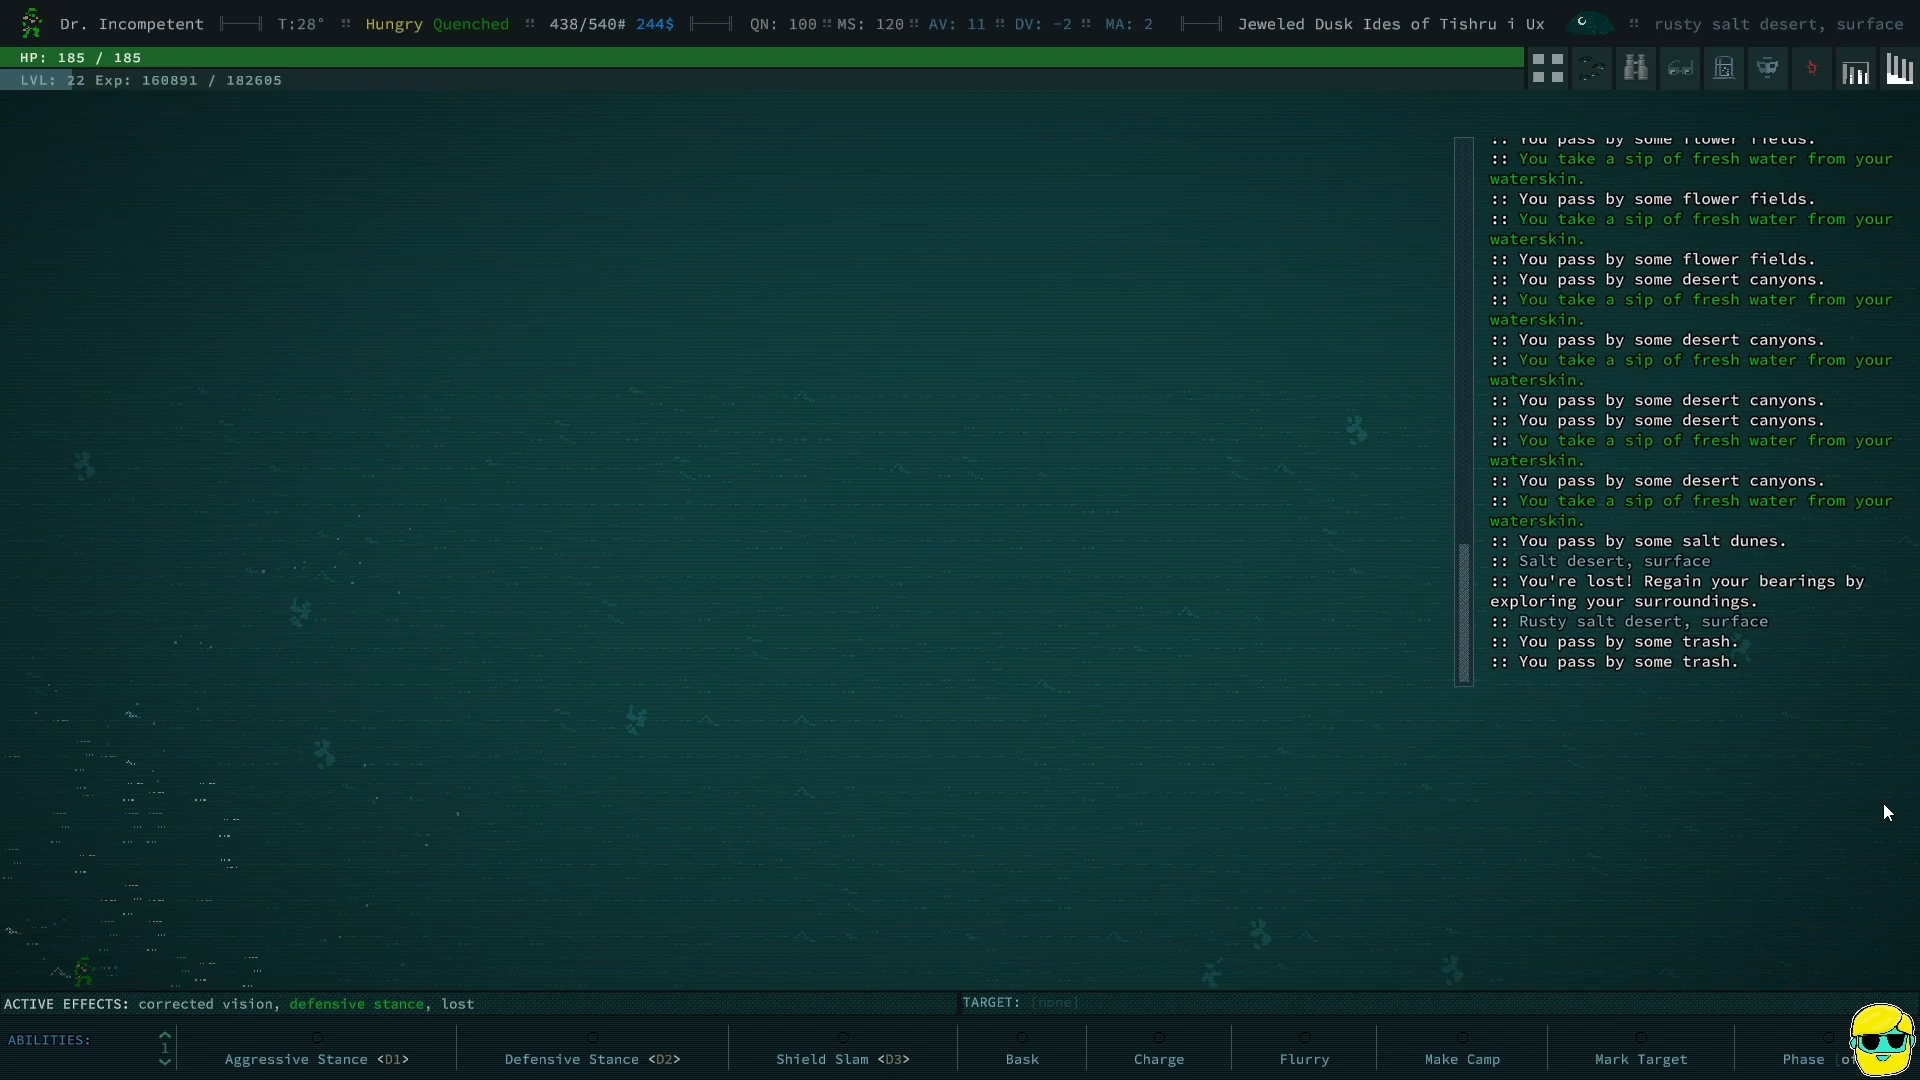 Dr. Incompetent T:28° Hungry Quenched 438/540# 244$ QN: 100 MS: 120 AV: 11 DV: -2 MA: 2 Jeweled Dusk Ides of Tishru i Ux rusty salt desert, surface
HP: 185 / 185
LVL: 22 Exp: 160891 / 182605
:: You pass by some flower fields.
:: You take a sip of fresh water from your
waterskin.
:: You pass by some flower fields.
:: You take a sip of fresh water from your
waterskin.
:: You pass by some flower fields.
:: You pass by some desert canyons.
:: You take a sip of fresh water from your
waterskin.
:: You pass by some desert canyons.
:: You take a sip of fresh water from your
waterskin.
:: You pass by some desert canyons.
:: You pass by some desert canyons.
:: You take a sip of fresh water from your
waterskin.
:: You pass by some desert canyons.
:: You take a sip of fresh water from your
waterskin.
:: You pass by some salt dunes.
:: Salt desert, surface
:: You're lost! Regain your bearings by
exploring your surroundings.
:: Rusty salt desert, surface
:: You pass by some trash.
:: You pass by some trash.
ACTIVE EFFECTS: corrected vision, defensive stance, lost TARGET: [none]
ABILITIES: 1 Aggressive Stance <D1> Defensive Stance <D2> Shield Slam <D3> Bask Charge Flurry Make Camp Mark Target Phase